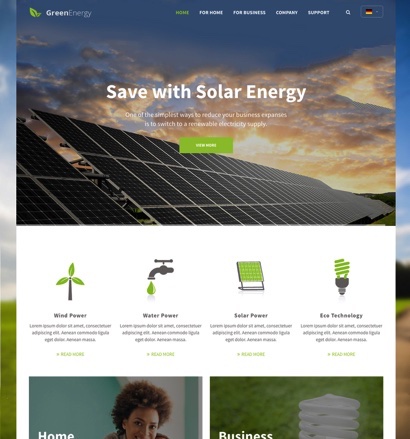 GreenEnergy
HOME
FOR HOME
FOR BUSINESS
COMPANY
SUPPORT
Save with Solar Energy
One of the simplest ways to reduce your business expanses
is to switch to a renewable electricity supply.
VIEW MORE
Wind Power
Lorem ipsum dolor sit amet, consectetuer
adipiscing elit. Aenean commodo ligula
eget dolore. Aenean massa.
» READ MORE
Water Power
Lorem ipsum dolor sit amet, consectetuer
adipiscing elit. Aenean commodo ligula
eget dolore. Aenean massa.
» READ MORE
Solar Power
Lorem ipsum dolor sit amet, consectetuer
adipiscing elit. Aenean commodo ligula
eget dolore. Aenean massa.
» READ MORE
Eco Technology
Lorem ipsum dolor sit amet, consectetuer
adipiscing elit. Aenean commodo ligula
eget dolore. Aenean massa.
» READ MORE
Home
Business